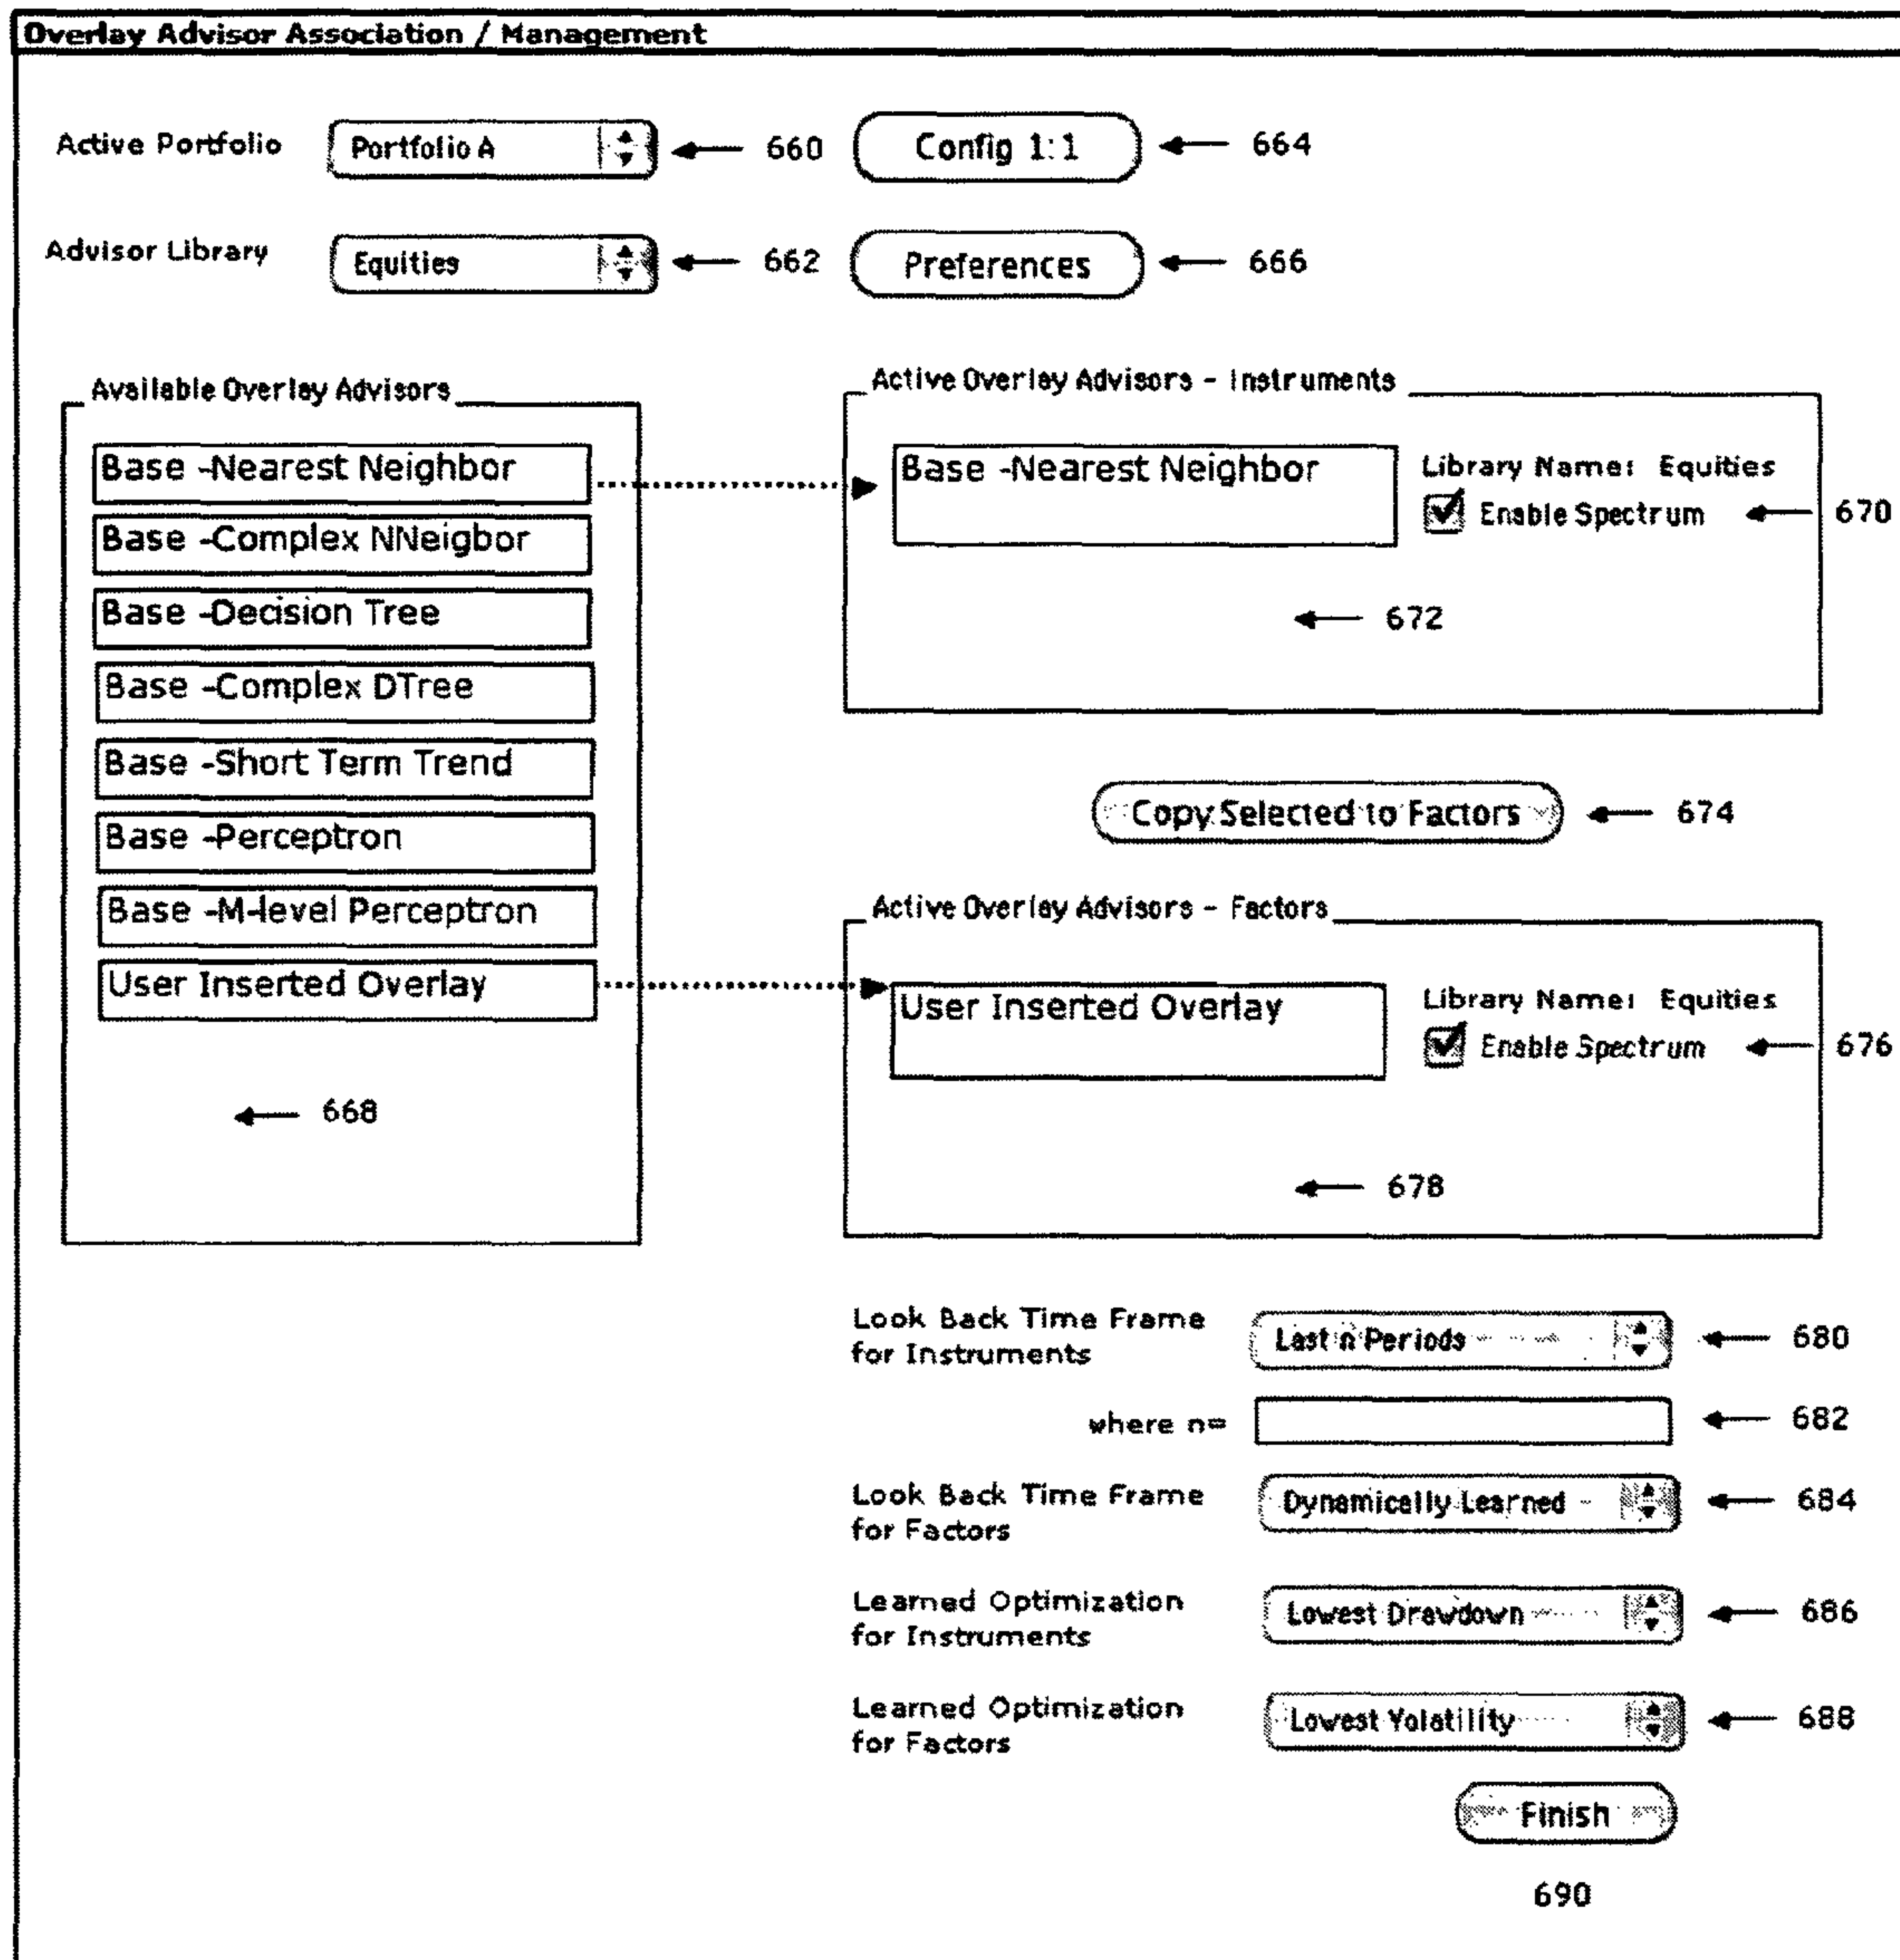 Overlay Advisor Association / Management
Active Portfolio Portfolio A 660 Config 1:1 664
Advisor Library Equities 662 Preferences 666
Available Overlay Advisors
Base -Nearest Neighbor
Base -Complex NNeigbor
Base -Decision Tree
Base -Complex DTree
Base -Short Term Trend
Base -Perceptron
Base -M-level Perceptron
User Inserted Overlay
668
Active Overlay Advisors - Instruments
Base -Nearest Neighbor
Library Name: Equities
Enable Spectrum 670
672
Copy Selected to Factors 674
Active Overlay Advisors - Factors
User Inserted Overlay
Library Name: Equities
Enable Spectrum 676
678
Look Back Time Frame
for Instruments
Last n Periods 680
where n= 682
Look Back Time Frame
for Factors
Dynamically Learned 684
Learned Optimization
for Instruments
Lowest Drawdown 686
Learned Optimization
for Factors
Lowest Volatility 688
Finish
690